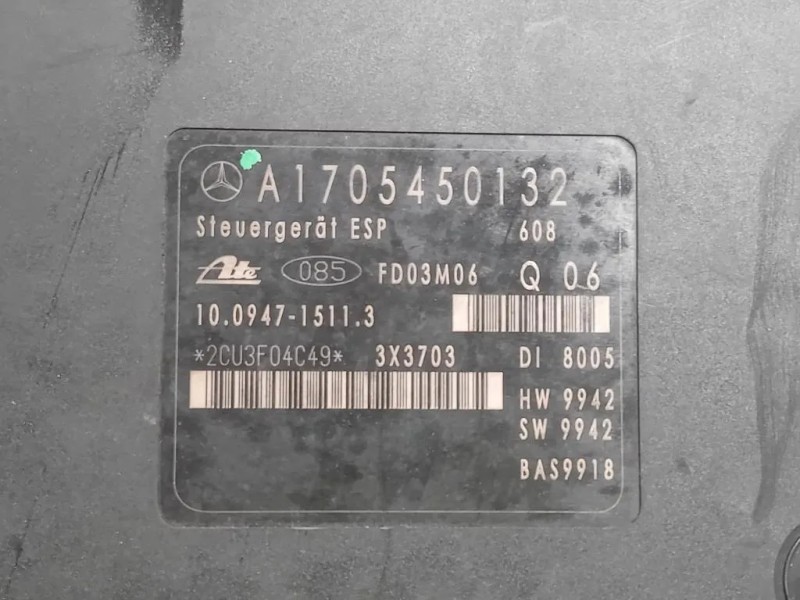 A1705450132
Steuergerät ESP 608
Ate 085 FD03M06 Q 06
10.0947-1511.3
*2CU3F04C49* 3X3703 DI 8005
HW 9942
SW 9942
BAS9918